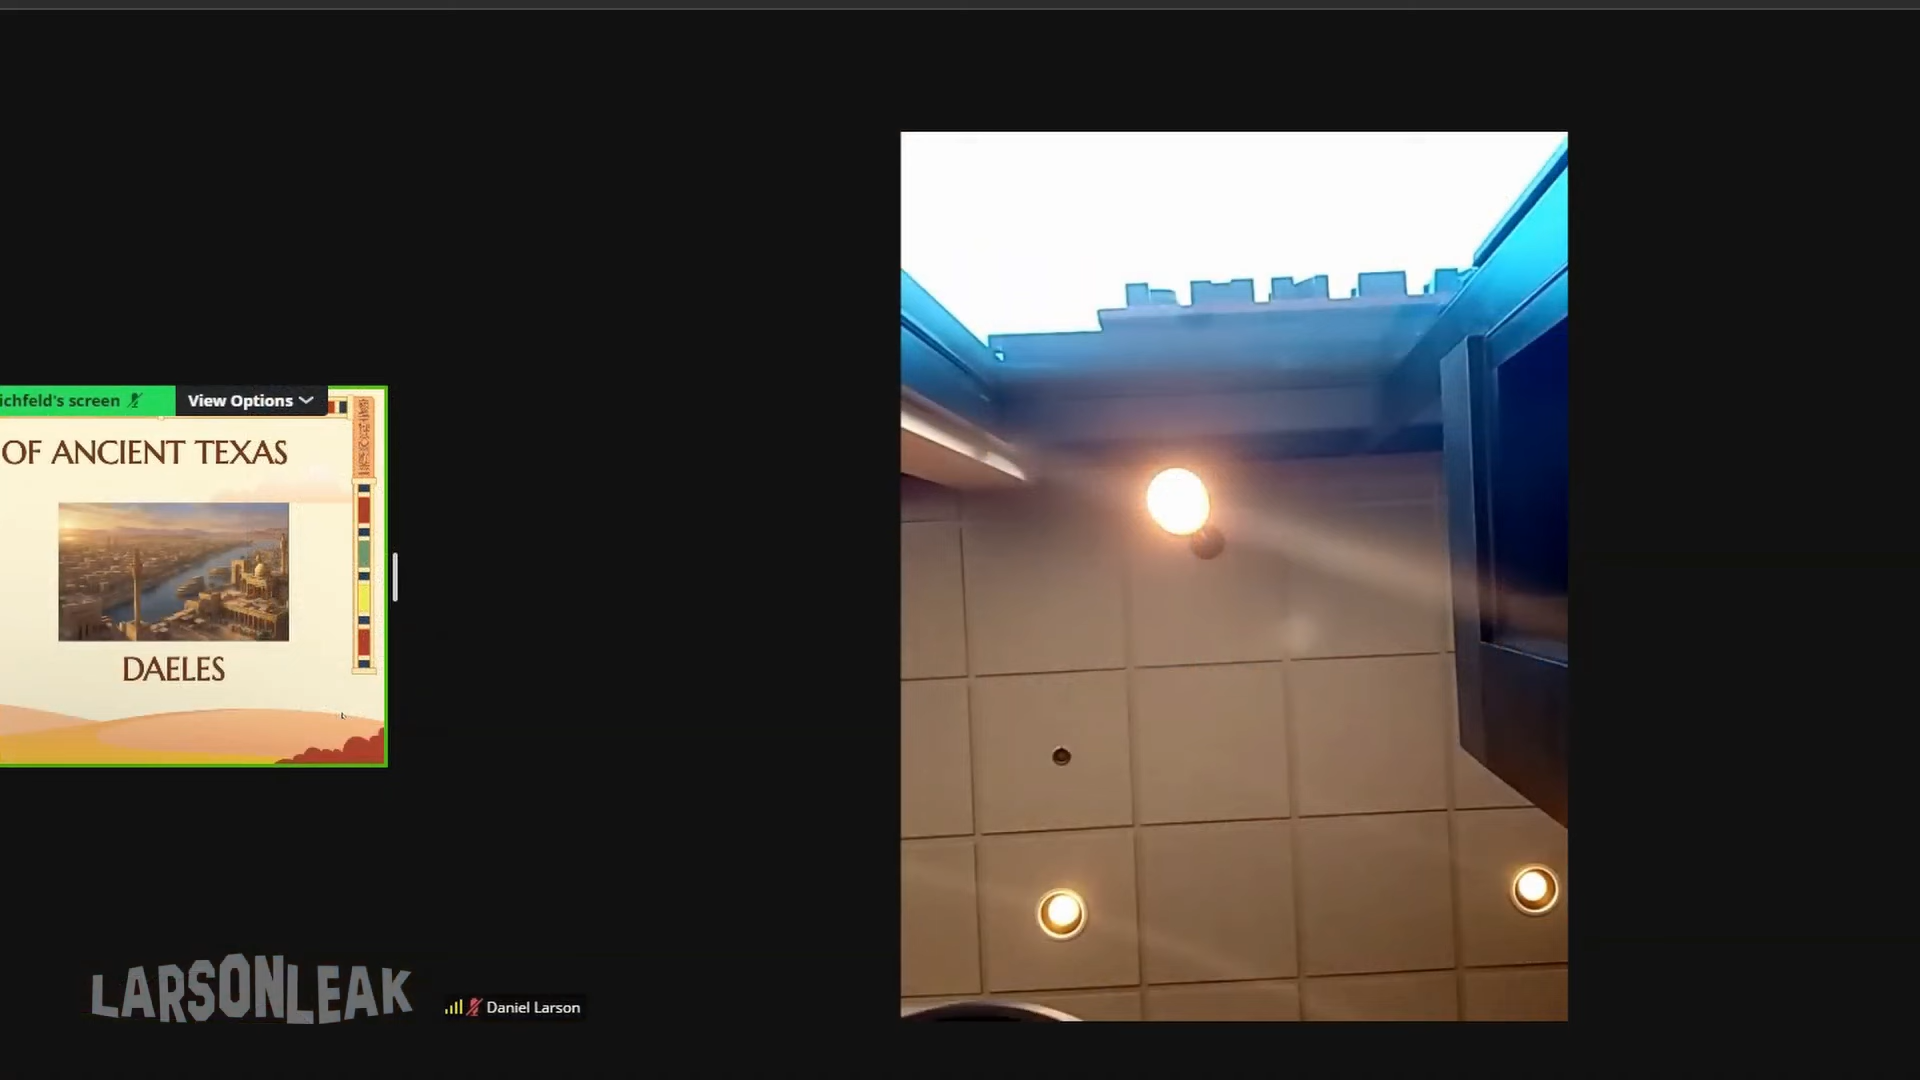 ichfeld's screen
View Options
OF ANCIENT TEXAS
DAELES
LARSONLEAK
Daniel Larson